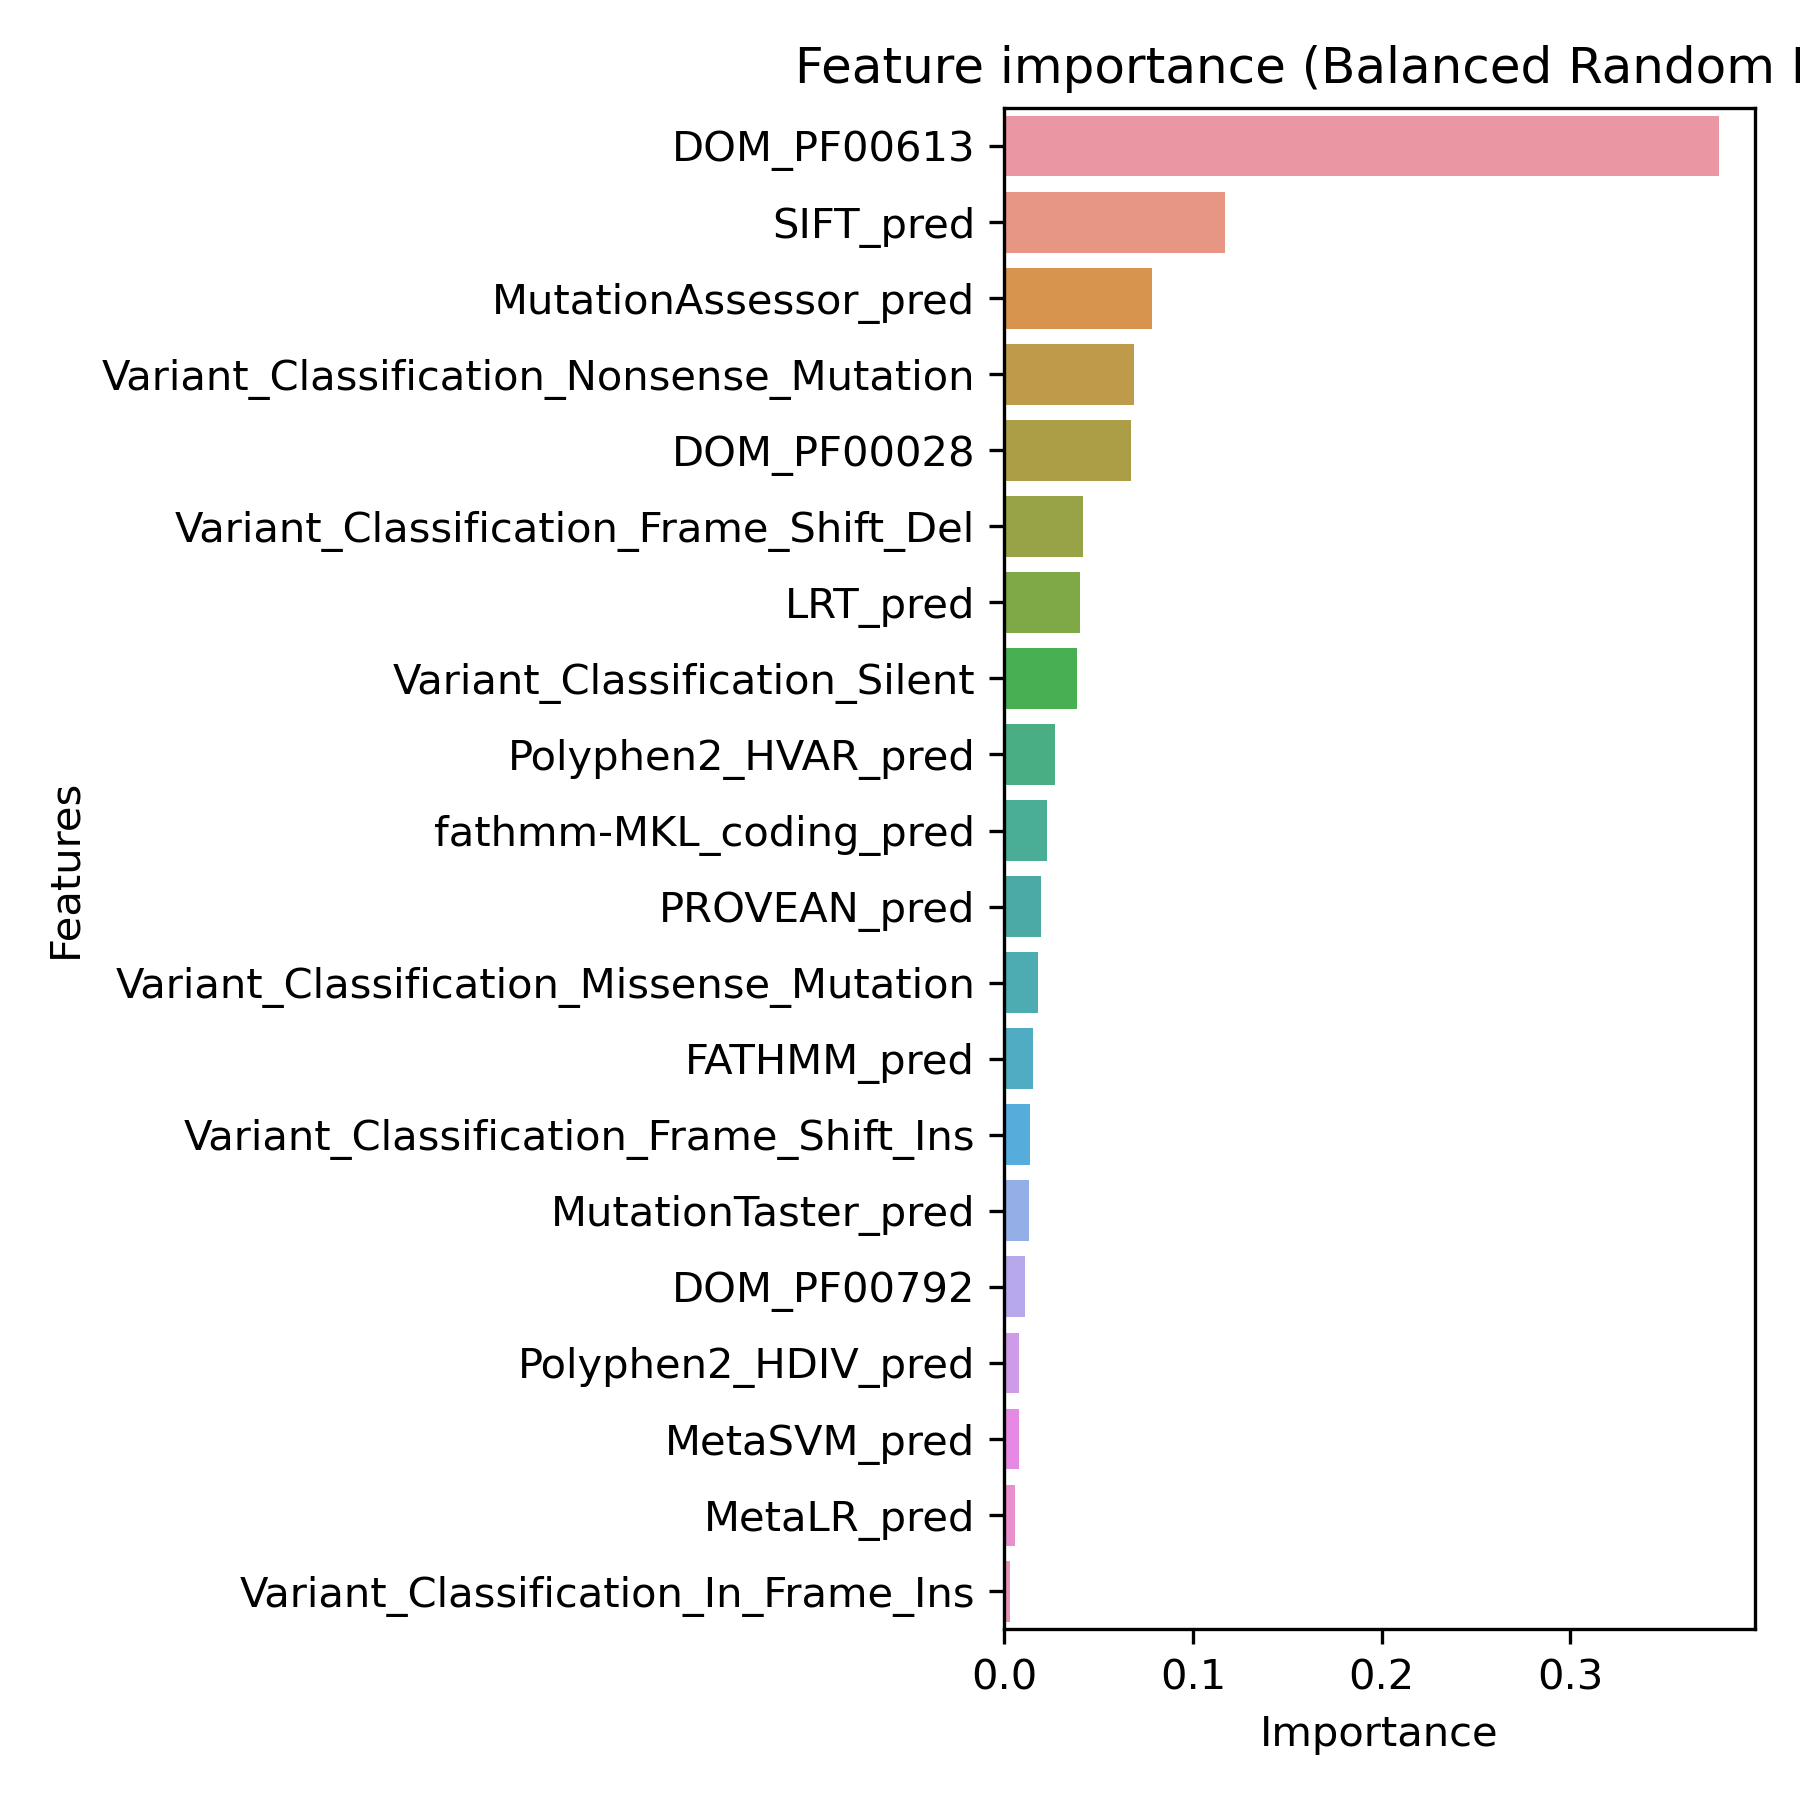 Feature importance (Balanced Random
DOM_PF00613
SIFT_pred
MutationAssessor_pred
Variant_Classification_Nonsense_Mutation
DOM_PF00028
Variant_Classification_Frame_Shift_Del
LRT_pred
Variant_Classification_Silent
Polyphen2_HVAR_pred
fathmm-MKL_coding_pred
PROVEAN_pred
Variant_Classification_Missense_Mutation
FATHMM_pred
Variant_Classification_Frame_Shift_Ins
MutationTaster_pred
DOM_PF00792
Polyphen2_HDIV_pred
MetaSVM_pred
MetaLR_pred
Variant_Classification_In_Frame_Ins
Features
0.0 0.1 0.2 0.3
Importance